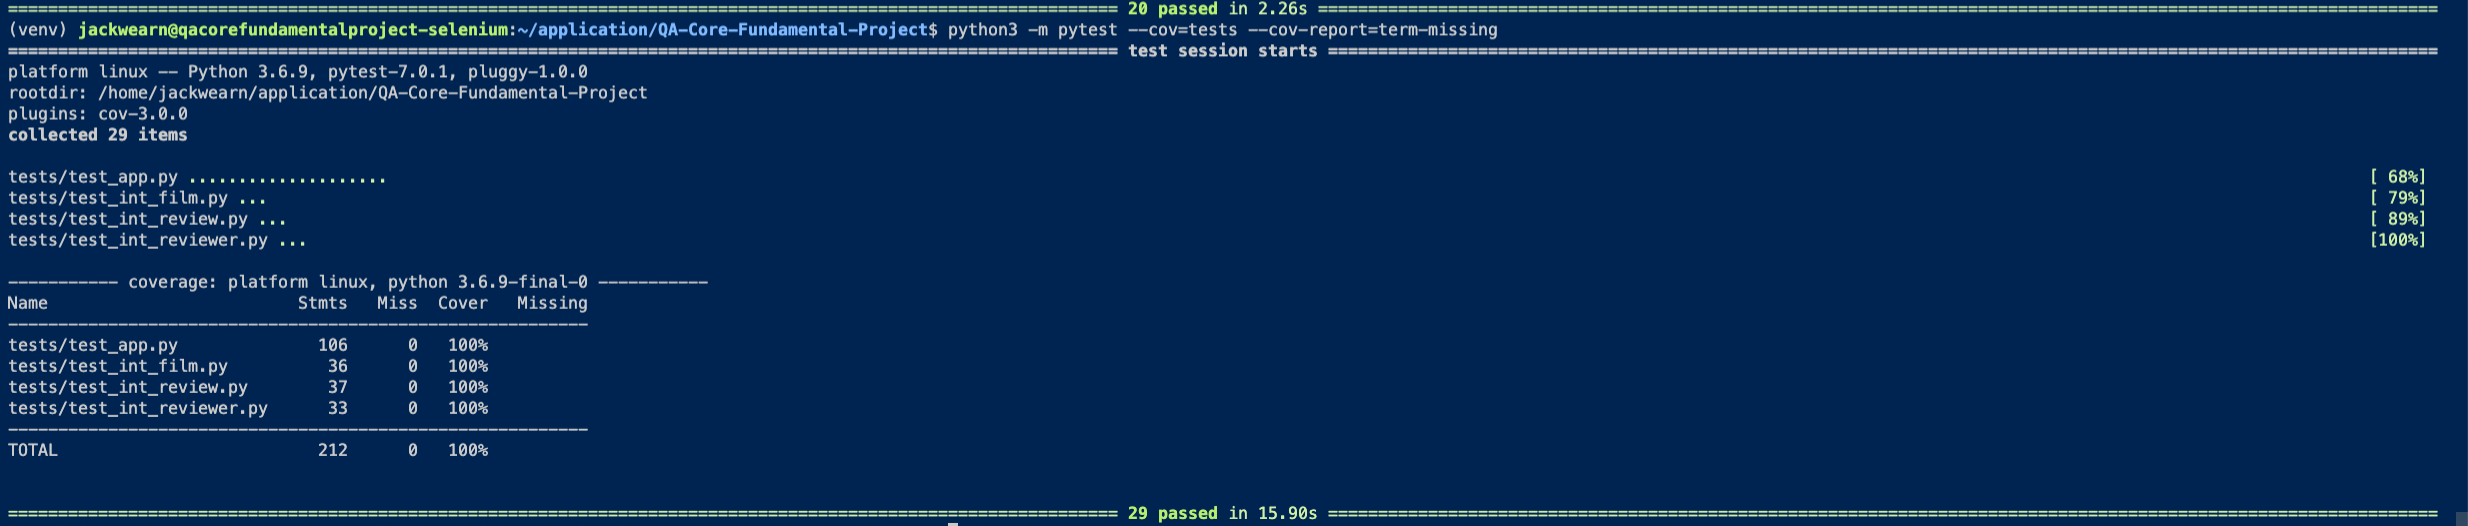 ============ 20 passed in 2.26s ============
(venv) jackwearn@qacorefundamentalproject-selenium:~/application/QA-Core-Fundamental-Project$ python3 -m pytest --cov=tests --cov-report=term-missing
============ test session starts ============
platform linux -- Python 3.6.9, pytest-7.0.1, pluggy-1.0.0
rootdir: /home/jackwearn/application/QA-Core-Fundamental-Project
plugins: cov-3.0.0
collected 29 items
tests/test_app.py .................... [ 68%]
tests/test_int_film.py ... [ 79%]
tests/test_int_review.py ... [ 89%]
tests/test_int_reviewer.py ... [100%]
----------- coverage: platform linux, python 3.6.9-final-0 -----------
Name Stmts Miss Cover Missing
----------------------------------------------------------
tests/test_app.py 106 0 100%
tests/test_int_film.py 36 0 100%
tests/test_int_review.py 37 0 100%
tests/test_int_reviewer.py 33 0 100%
----------------------------------------------------------
TOTAL 212 0 100%
============ 29 passed in 15.90s ============